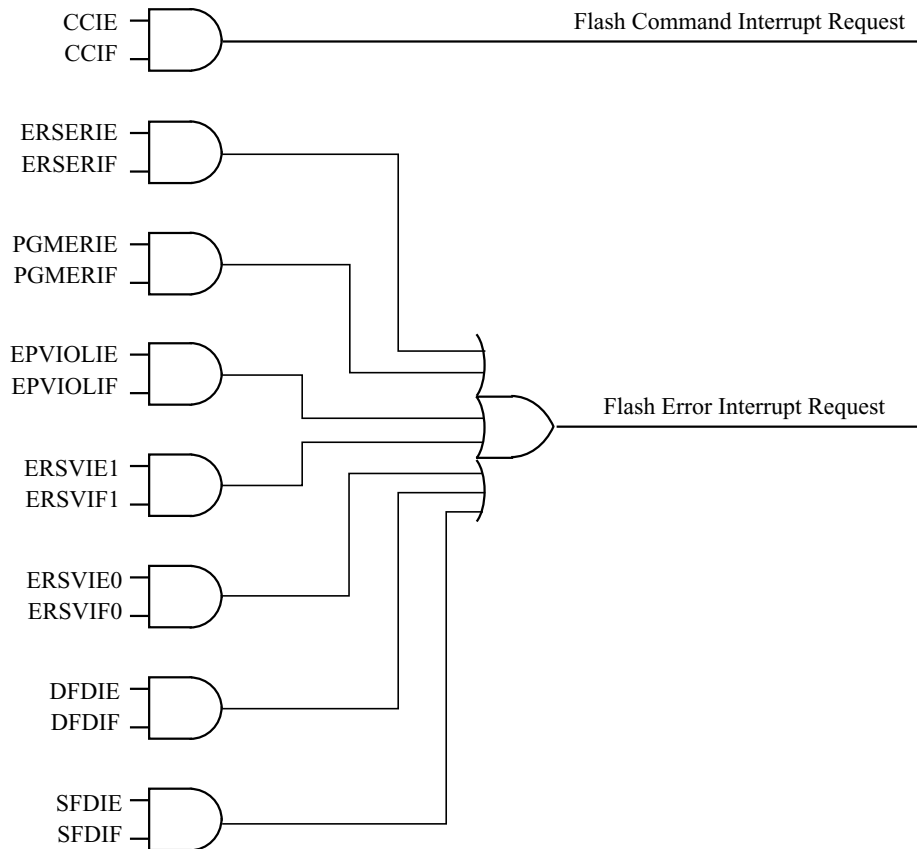 CCIE
CCIF
Flash Command Interrupt Request
ERSERIE
ERSERIF
PGMERIE
PGMERIF
EPVIOLIE
EPVIOLIF
Flash Error Interrupt Request
ERSVIE1
ERSVIF1
ERSVIE0
ERSVIF0
DFDIE
DFDIF
SFDIE
SFDIF